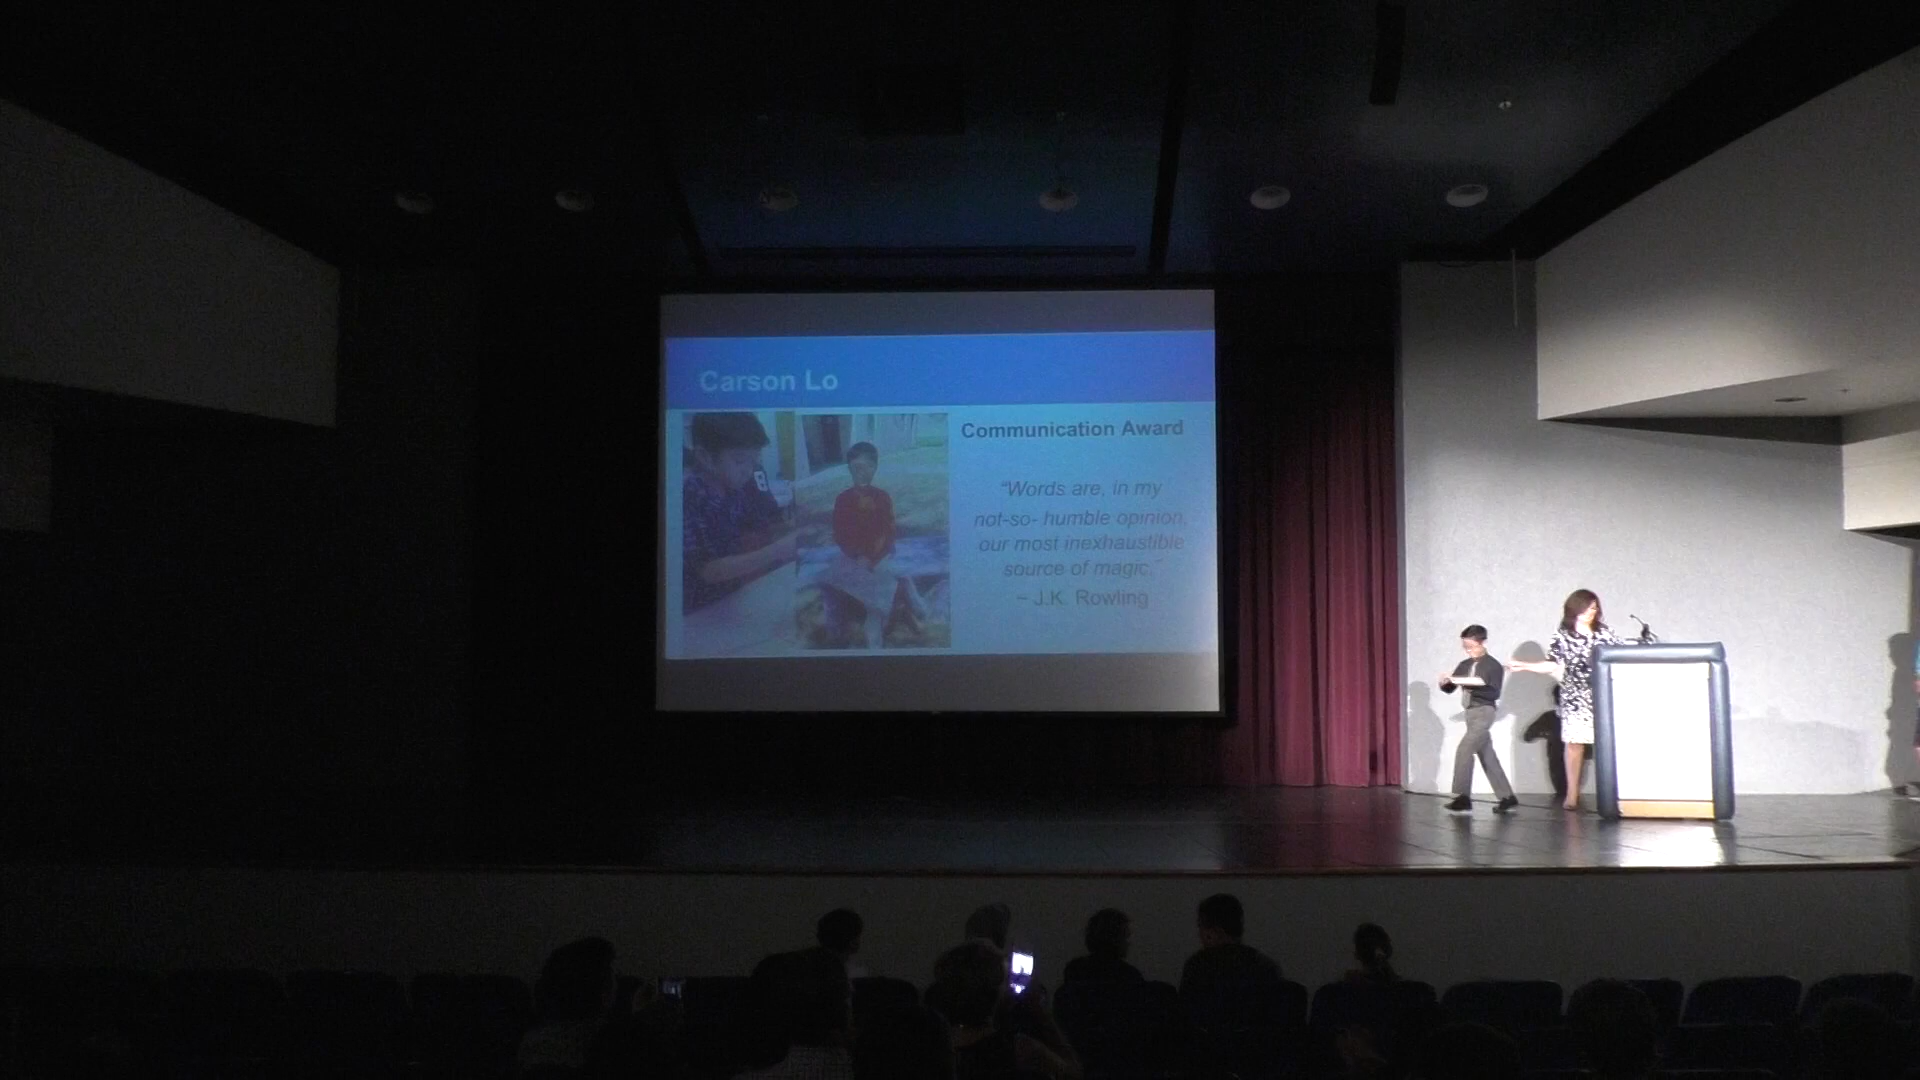 Carson Lo
Communication Award
“Words are, in my
not-so- humble opinion,
our most inexhaustible
source of magic.”
~ J.K. Rowling